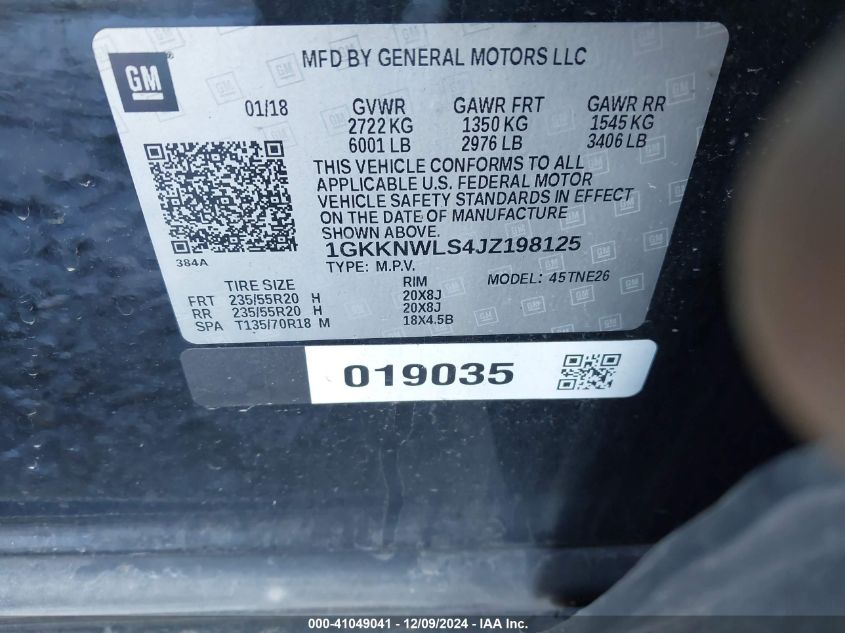 GM
MFD BY GENERAL MOTORS LLC
01/18 GVWR GAWR FRT GAWR RR
2722 KG 1350 KG 1545 KG
6001 LB 2976 LB 3406 LB
THIS VEHICLE CONFORMS TO ALL
APPLICABLE U.S. FEDERAL MOTOR
VEHICLE SAFETY STANDARDS IN EFFECT
ON THE DATE OF MANUFACTURE
SHOWN ABOVE.
384A
1GKKNWLS4JZ198125
TYPE: M.P.V. MODEL: 45TNE26
TIRE SIZE RIM
FRT 235/55R20 H 20X8J
RR 235/55R20 H 20X8J
SPA T135/70R18 M 18X4.5B
019035
000-41049041 - 12/09/2024 - IAA Inc.